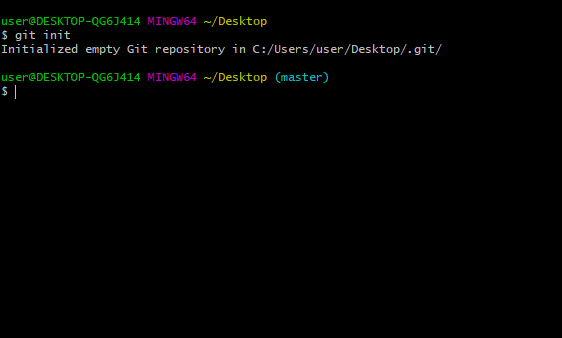 user@DESKTOP-QG6J414 MINGW64 ~/Desktop
$ git init
Initialized empty Git repository in C:/Users/user/Desktop/.git/
user@DESKTOP-QG6J414 MINGW64 ~/Desktop (master)
$